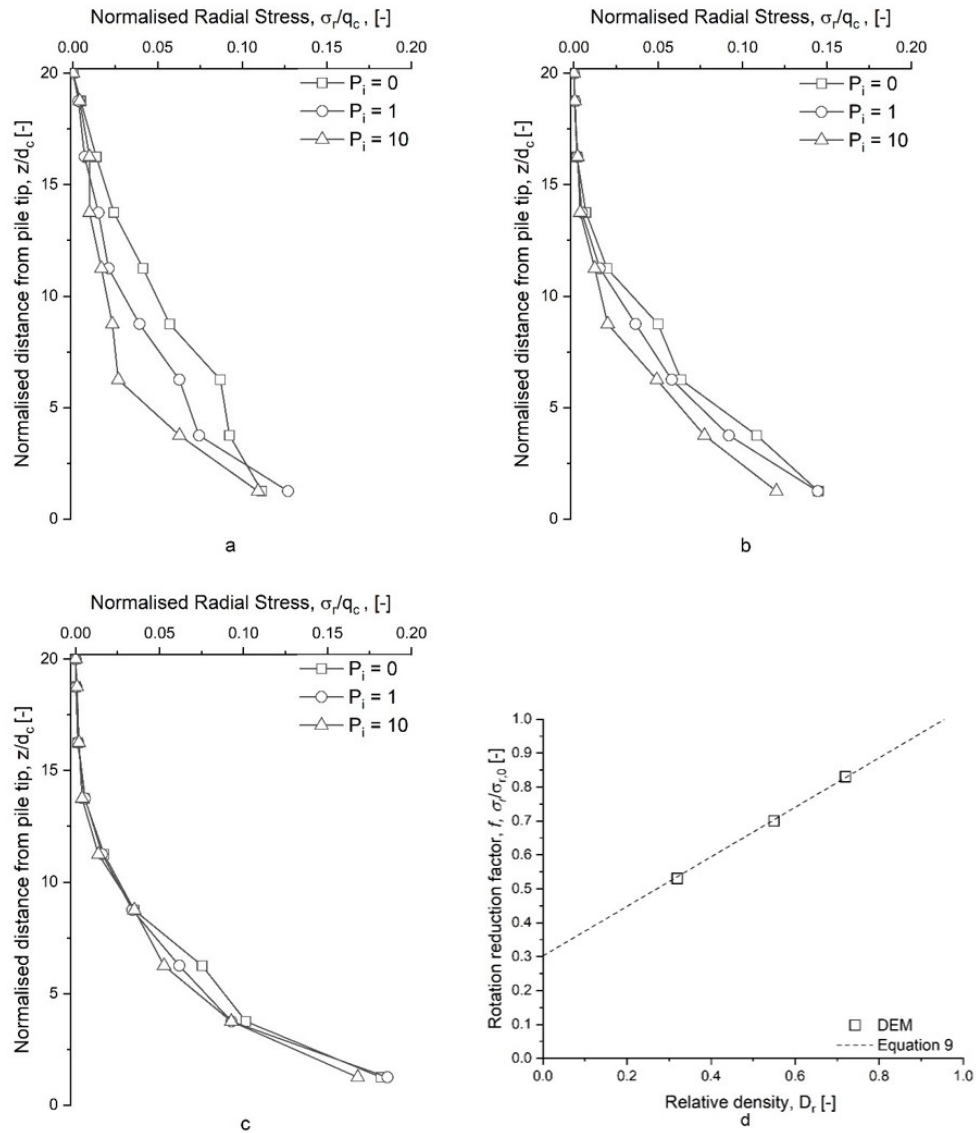 Normalised Radial Stress, σr/qc , [-]
0.00 0.05 0.10 0.15 0.20
20
15
10
5
0
Normalised distance from pile tip, z/dc [-]
Pi = 0
Pi = 1
Pi = 10
a
Normalised Radial Stress, σr/qc, [-]
0.00 0.05 0.10 0.15 0.20
20
15
10
5
0
Normalised distance from pile tip, z/dc [-]
Pi = 0
Pi = 1
Pi = 10
b
Normalised Radial Stress, σr/qc, [-]
0.00 0.05 0.10 0.15 0.20
20
15
10
5
0
Normalised distance from pile tip, z/dc [-]
Pi = 0
Pi = 1
Pi = 10
c
1.0
0.9
0.8
0.7
0.6
0.5
0.4
0.3
0.2
0.1
0.0
Rotation reduction factor, f, σr/σr,0 [-]
DEM
Equation 9
0.0 0.2 0.4 0.6 0.8 1.0
Relative density, Dr [-]
d